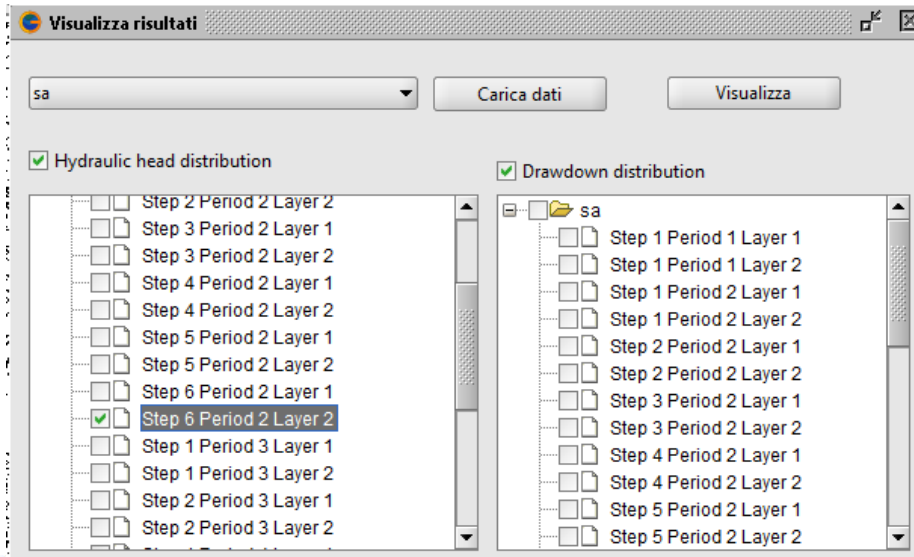 Visualizza risultati
sa
Carica dati
Visualizza
Hydraulic head distribution
Step 2 Period 2 Layer 2
Step 3 Period 2 Layer 1
Step 3 Period 2 Layer 2
Step 4 Period 2 Layer 1
Step 4 Period 2 Layer 2
Step 5 Period 2 Layer 1
Step 5 Period 2 Layer 2
Step 6 Period 2 Layer 1
Step 6 Period 2 Layer 2
Step 1 Period 3 Layer 1
Step 1 Period 3 Layer 2
Step 2 Period 3 Layer 1
Step 2 Period 3 Layer 2
Drawdown distribution
sa
Step 1 Period 1 Layer 1
Step 1 Period 1 Layer 2
Step 1 Period 2 Layer 1
Step 1 Period 2 Layer 2
Step 2 Period 2 Layer 1
Step 2 Period 2 Layer 2
Step 3 Period 2 Layer 1
Step 3 Period 2 Layer 2
Step 4 Period 2 Layer 1
Step 4 Period 2 Layer 2
Step 5 Period 2 Layer 1
Step 5 Period 2 Layer 2